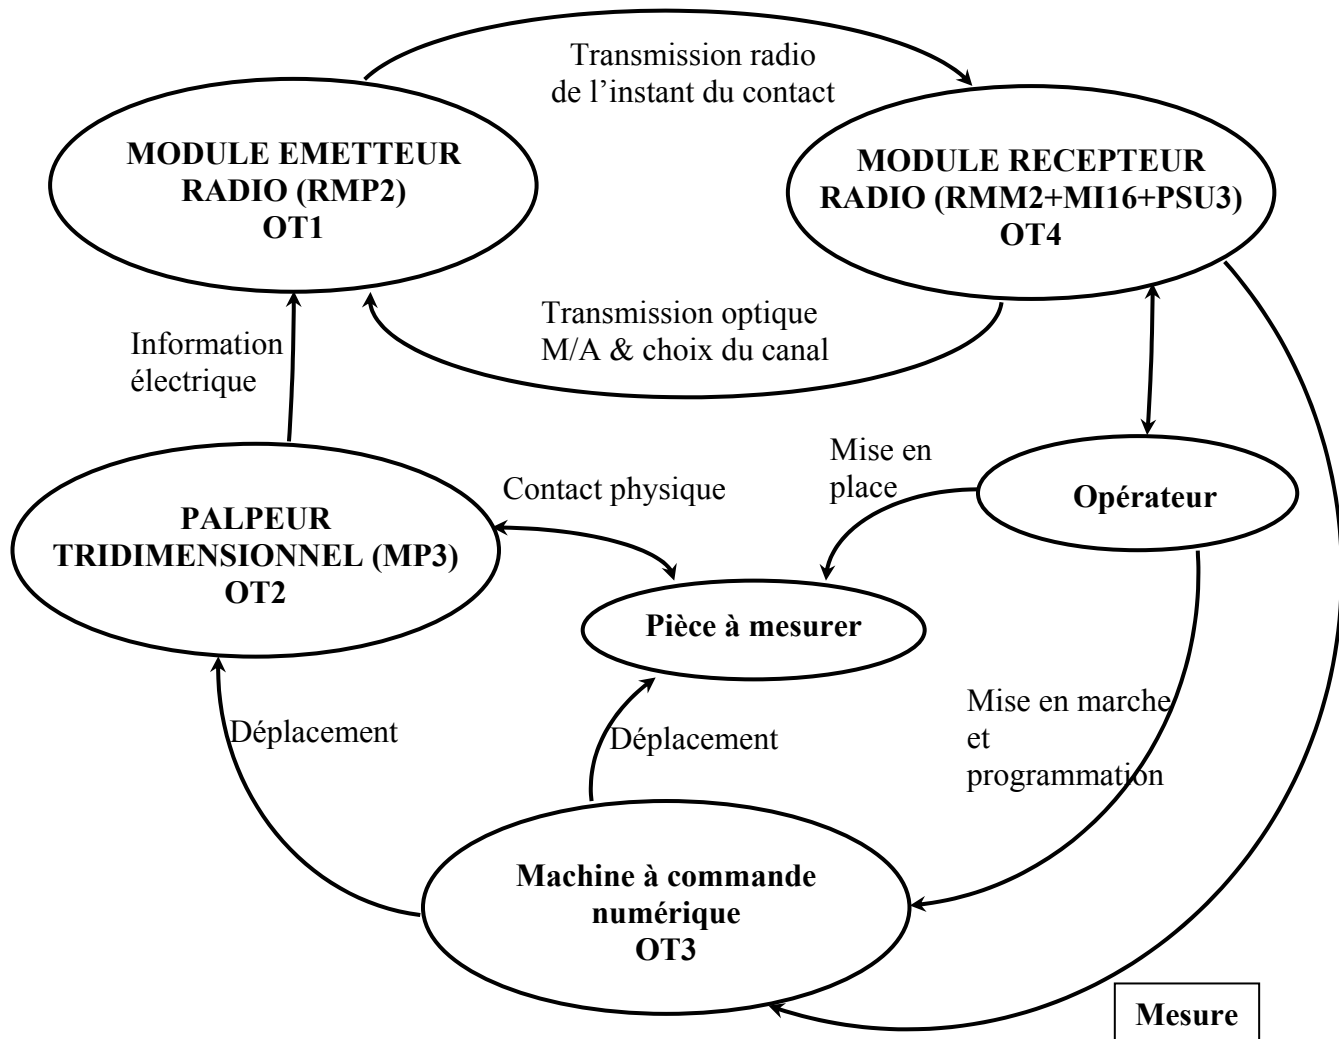 Transmission radio
de l’instant du contact
MODULE EMETTEUR
RADIO (RMP2)
OT1
MODULE RECEPTEUR
RADIO (RMM2+MI16+PSU3)
OT4
Transmission optique
M/A & choix du canal
Information
électrique
Mise en
place
Contact physique
Opérateur
PALPEUR
TRIDIMENSIONNEL (MP3)
OT2
Pièce à mesurer
Mise en marche
et
programmation
Déplacement
Déplacement
Machine à commande
numérique
OT3
Mesure